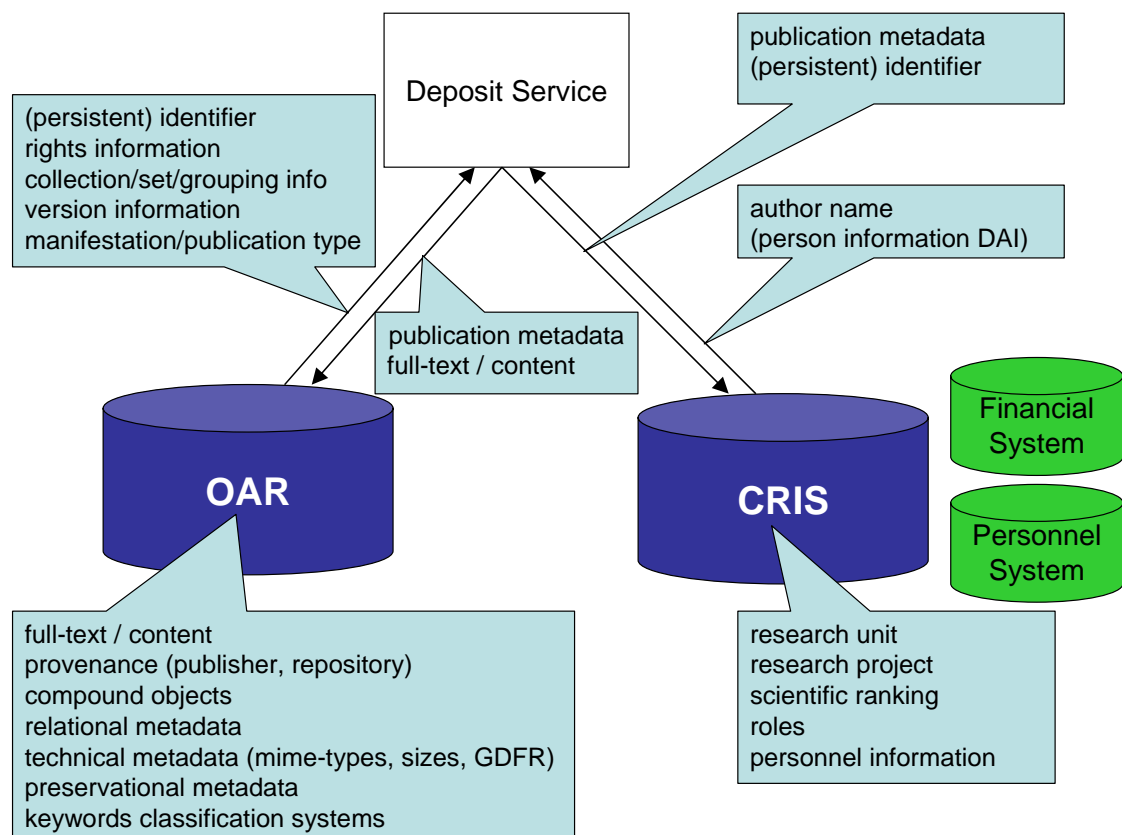 Deposit Service
publication metadata
(persistent) identifier
(persistent) identifier
rights information
collection/set/grouping info
version information
manifestation/publication type
author name
(person information DAI)
publication metadata
full-text / content
OAR
CRIS
Financial
System
Personnel
System
full-text / content
provenance (publisher, repository)
compound objects
relational metadata
technical metadata (mime-types, sizes, GDFR)
preservational metadata
keywords classification systems
research unit
research project
scientific ranking
roles
personnel information